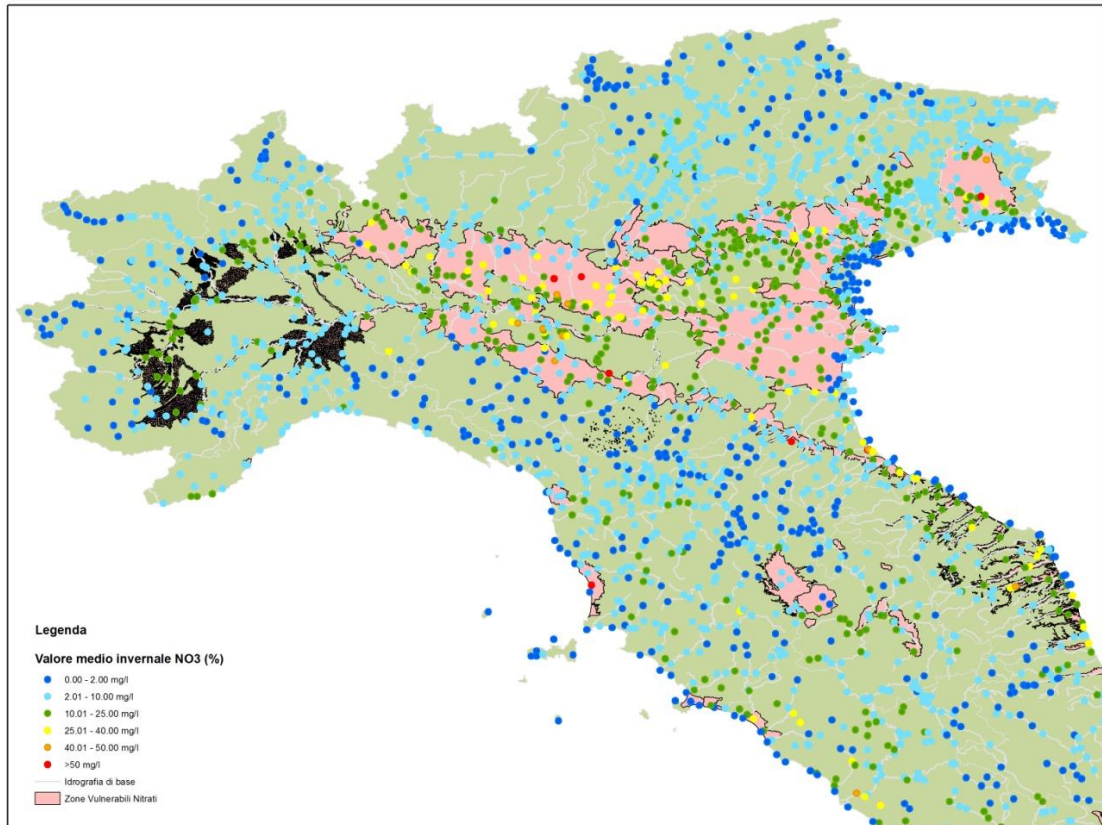 Legenda
Valore medio invernale NO3 (%)
0.00 - 2.00 mg/l
2.01 - 10.00 mg/l
10.01 - 25.00 mg/l
25.01 - 40.00 mg/l
40.01 - 50.00 mg/l
>50 mg/l
Idrografia di base
Zone Vulnerabili Nitrati